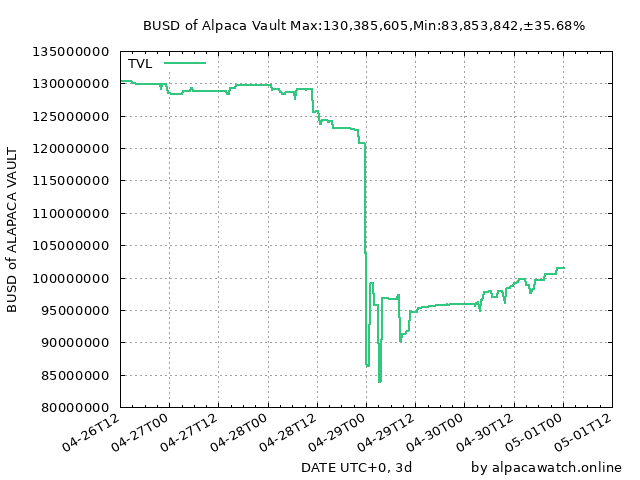 BUSD of Alpaca Vault Max:130,385,605,Min:83,853,842,±35.68%
TVL
135000000
130000000
125000000
120000000
115000000
110000000
105000000
100000000
95000000
90000000
85000000
80000000
BUSD of ALAPACA VAULT
04-26T12
04-27T00
04-27T12
04-28T00
04-28T12
04-29T00
04-29T12
04-30T00
04-30T12
05-01T00
05-01T12
DATE UTC+0, 3d
by alpacawatch.online